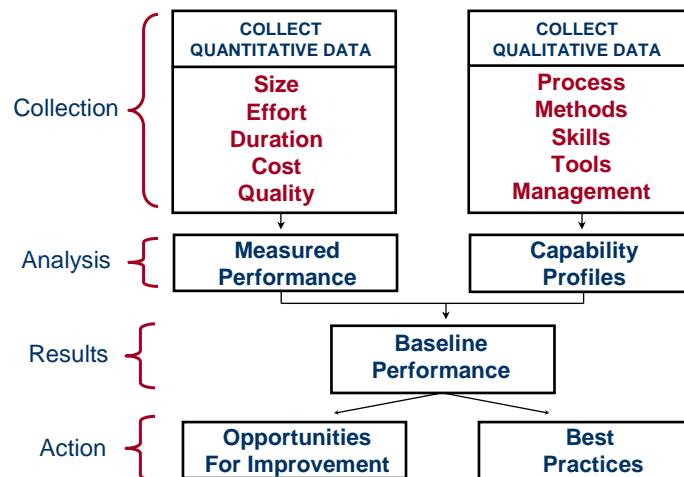 Collection
COLLECT
QUANTITATIVE DATA
Size
Effort
Duration
Cost
Quality
COLLECT
QUALITATIVE DATA
Process
Methods
Skills
Tools
Management
Analysis
Measured
Performance
Capability
Profiles
Results
Baseline
Performance
Action
Opportunities
For Improvement
Best
Practices